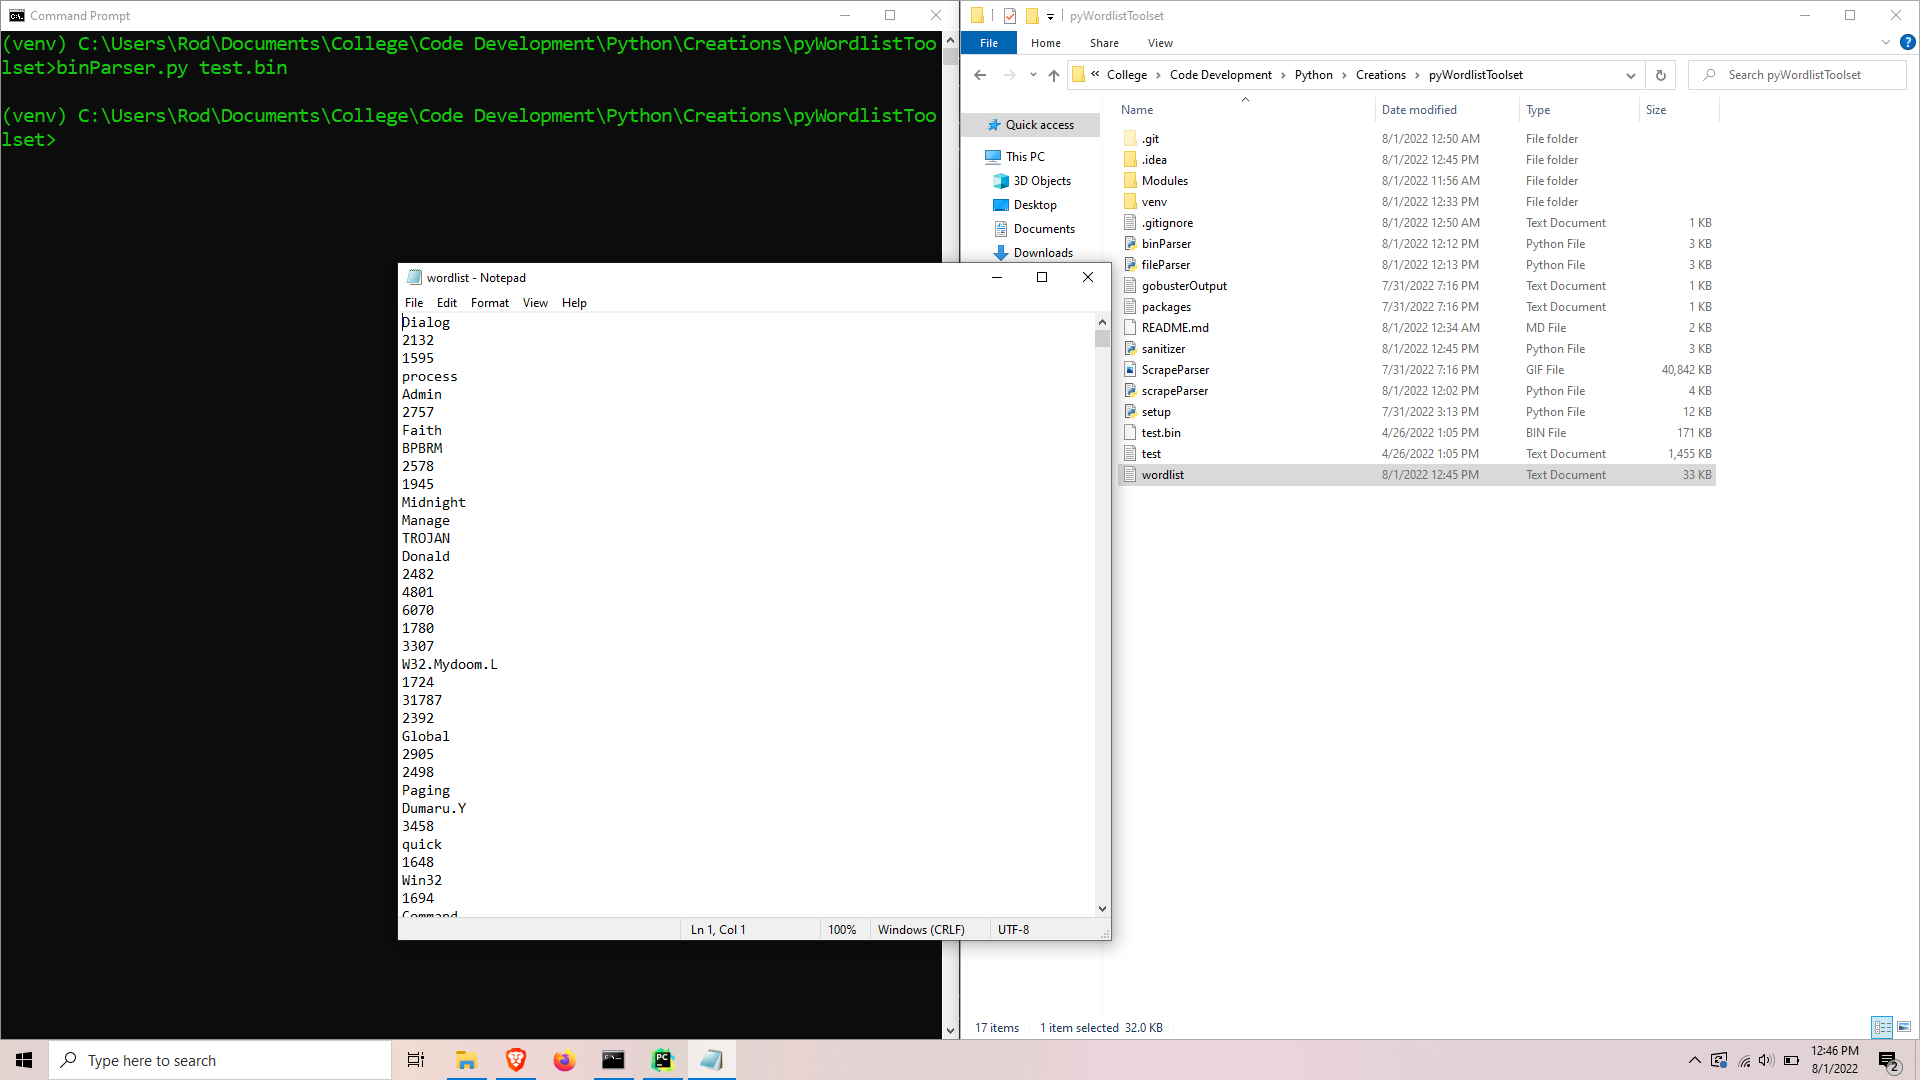 Command Prompt
(venv) C:\Users\Rod\Documents\College\Code Development\Python\Creations\pyWordlistToo
lset>binParser.py test.bin
(venv) C:\Users\Rod\Documents\College\Code Development\Python\Creations\pyWordlistToo
lset>
pyWordlistToolset
File Home Share View
« College > Code Development > Python > Creations > pyWordlistToolset
Search pyWordlistToolset
Quick access
This PC
3D Objects
Desktop
Documents
Downloads
Name Date modified Type Size
.git 8/1/2022 12:50 AM File folder
.idea 8/1/2022 12:45 PM File folder
Modules 8/1/2022 11:56 AM File folder
venv 8/1/2022 12:33 PM File folder
.gitignore 8/1/2022 12:50 AM Text Document 1 KB
binParser 8/1/2022 12:12 PM Python File 3 KB
fileParser 8/1/2022 12:13 PM Python File 3 KB
gobusterOutput 7/31/2022 7:16 PM Text Document 1 KB
packages 7/31/2022 7:16 PM Text Document 1 KB
README.md 8/1/2022 12:34 AM MD File 2 KB
sanitizer 8/1/2022 12:45 PM Python File 3 KB
ScrapeParser 7/31/2022 7:16 PM GIF File 40,842 KB
scrapeParser 8/1/2022 12:02 PM Python File 4 KB
setup 7/31/2022 3:13 PM Python File 12 KB
test.bin 4/26/2022 1:05 PM BIN File 171 KB
test 4/26/2022 1:05 PM Text Document 1,455 KB
wordlist 8/1/2022 12:45 PM Text Document 33 KB
17 items 1 item selected 32.0 KB
wordlist - Notepad
File Edit Format View Help
Dialog
2132
1595
process
Admin
2757
Faith
BPBRM
2578
1945
Midnight
Manage
TROJAN
Donald
2482
4801
6070
1780
3307
W32.Mydoom.L
1724
31787
2392
Global
2905
2498
Paging
Dumaru.Y
3458
quick
1648
Win32
1694
Command
Ln 1, Col 1 100% Windows (CRLF) UTF-8
Type here to search
PC
12:46 PM
8/1/2022
2